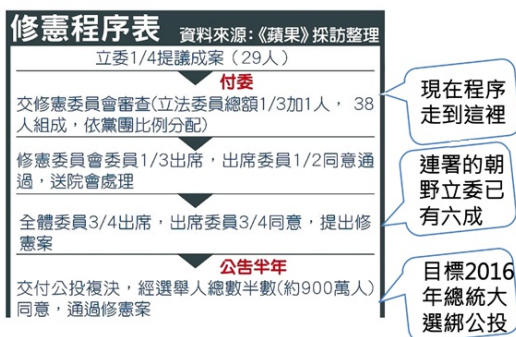 修憲程序表 資料來源:《蘋果》採訪整理
立委1/4提議成案(29人)
付委
交修憲委員會審查(立法委員總額1/3加1人, 38
人組成,依黨團比例分配)
修憲委員會委員1/3出席,出席委員1/2同意通
過,送院會處理
全體委員3/4出席,出席委員3/4同意,提出修
憲案
公告半年
交付公投複決,經選舉人總數半數(約900萬人)
同意,通過修憲案
現在程序
走到這裡
連署的朝
野立委已
有六成
目標2016
年總統大
選綁公投